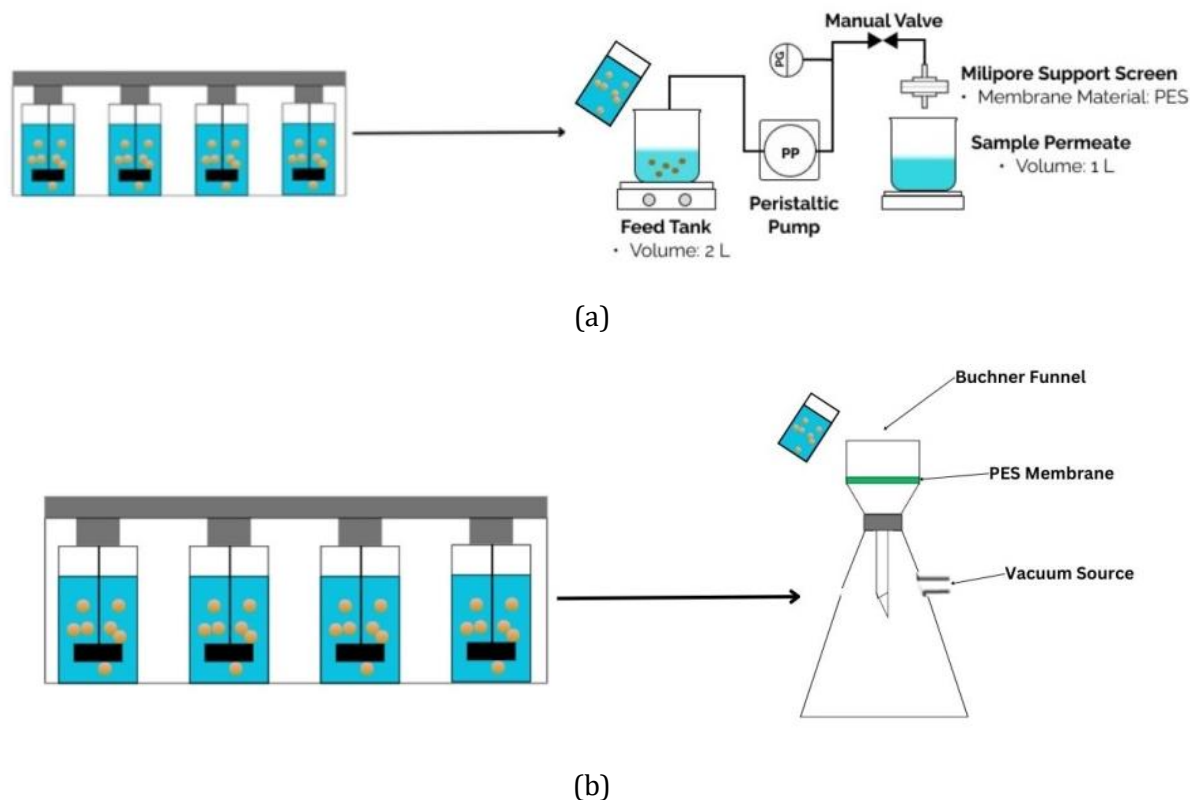 Manual Valve
PG
Milipore Support Screen
• Membrane Material: PES
PP
Sample Permeate
• Volume: 1 L
Peristaltic
Pump
Feed Tank
• Volume: 2 L
(a)
Buchner Funnel
PES Membrane
Vacuum Source
(b)